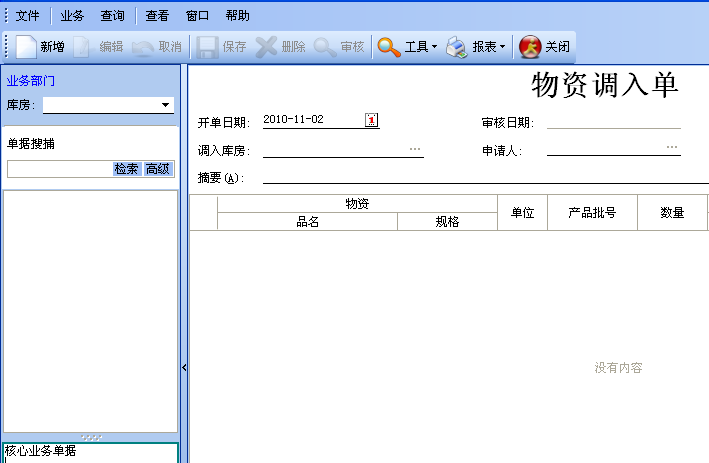 文件 业务 查询 查看 窗口 帮助
新增 编辑 取消 保存 删除 审核 工具 报表 关闭
业务部门
库房:
单据搜捕
检索 高级
核心业务单据
物资调入单
开单日期: 2010-11-02 1 审核日期:
调入库房: ... 申请人: ...
摘要(A):
物资 单位 产品批号 数量
品名 规格
没有内容